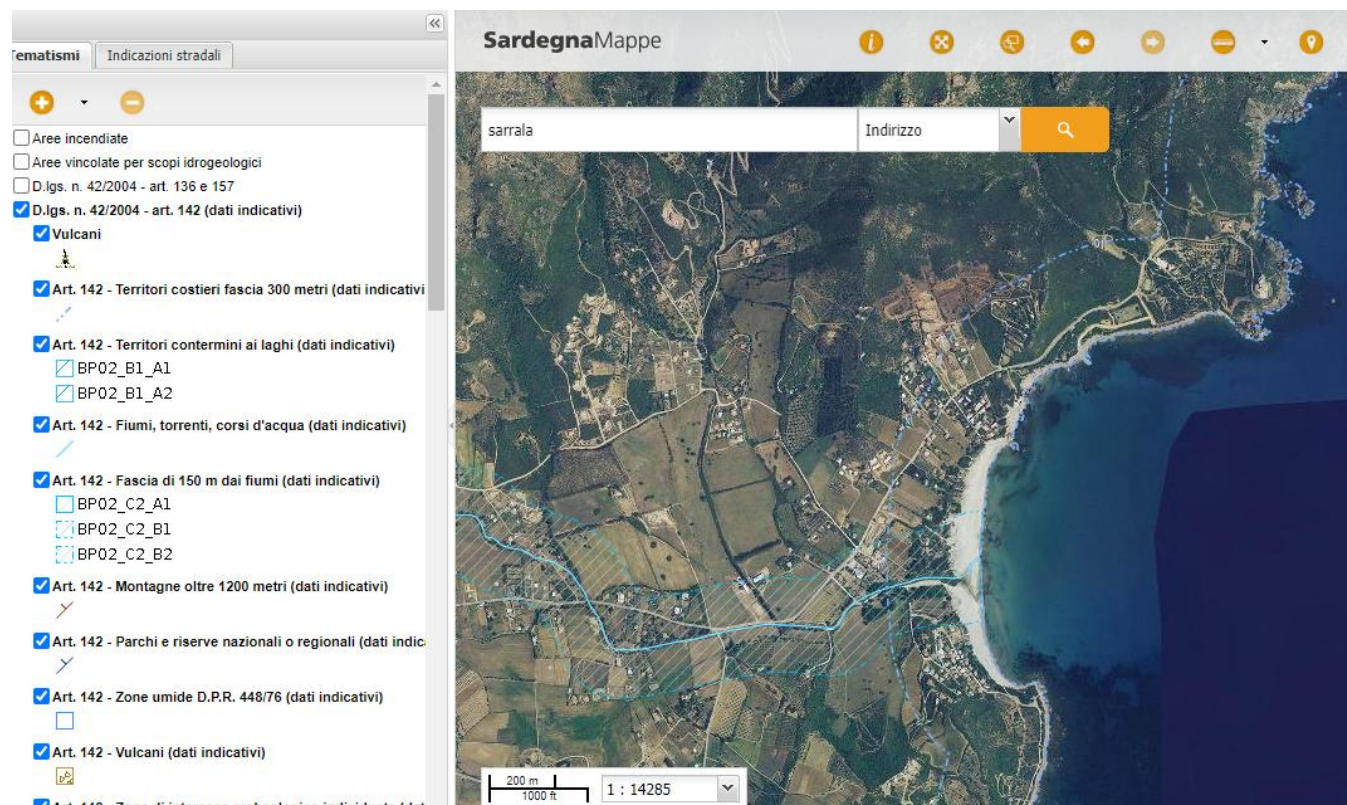 Tematismi
Indicazioni stradali
Aree incendiate
Aree vincolate per scopi idrogeologici
D.lgs. n. 42/2004 - art. 136 e 157
D.lgs. n. 42/2004 - art. 142 (dati indicativi)
Vulcani
Art. 142 - Territori costieri fascia 300 metri (dati indicativi
Art. 142 - Territori contermini ai laghi (dati indicativi)
BP02_B1_A1
BP02_B1_A2
Art. 142 - Fiumi, torrenti, corsi d'acqua (dati indicativi)
Art. 142 - Fascia di 150 m dai fiumi (dati indicativi)
BP02_C2_A1
BP02_C2_B1
BP02_C2_B2
Art. 142 - Montagne oltre 1200 metri (dati indicativi)
Art. 142 - Parchi e riserve nazionali o regionali (dati indic
Art. 142 - Zone umide D.P.R. 448/76 (dati indicativi)
Art. 142 - Vulcani (dati indicativi)
SardegnaMappe
sarrala
Indirizzo
200 m
1000 ft
1 : 14285